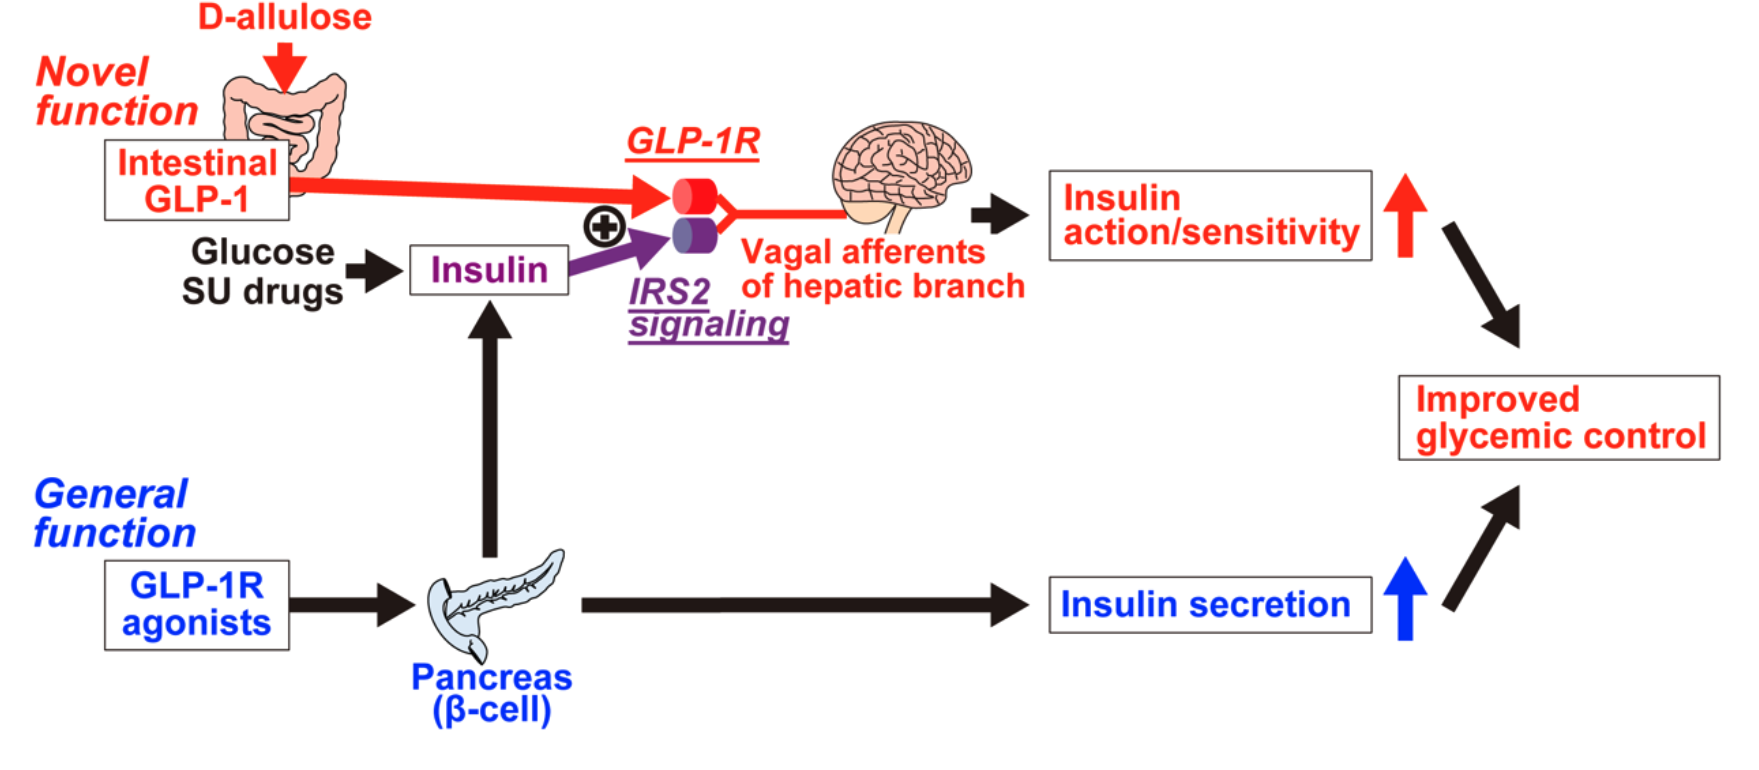 D-allulose
Novel
function
Intestinal
GLP-1
GLP-1R
Glucose
SU drugs
Insulin
IRS2
signaling
Vagal afferents
of hepatic branch
Insulin
action/sensitivity
Improved
glycemic control
General
function
GLP-1R
agonists
Pancreas
(β-cell)
Insulin secretion